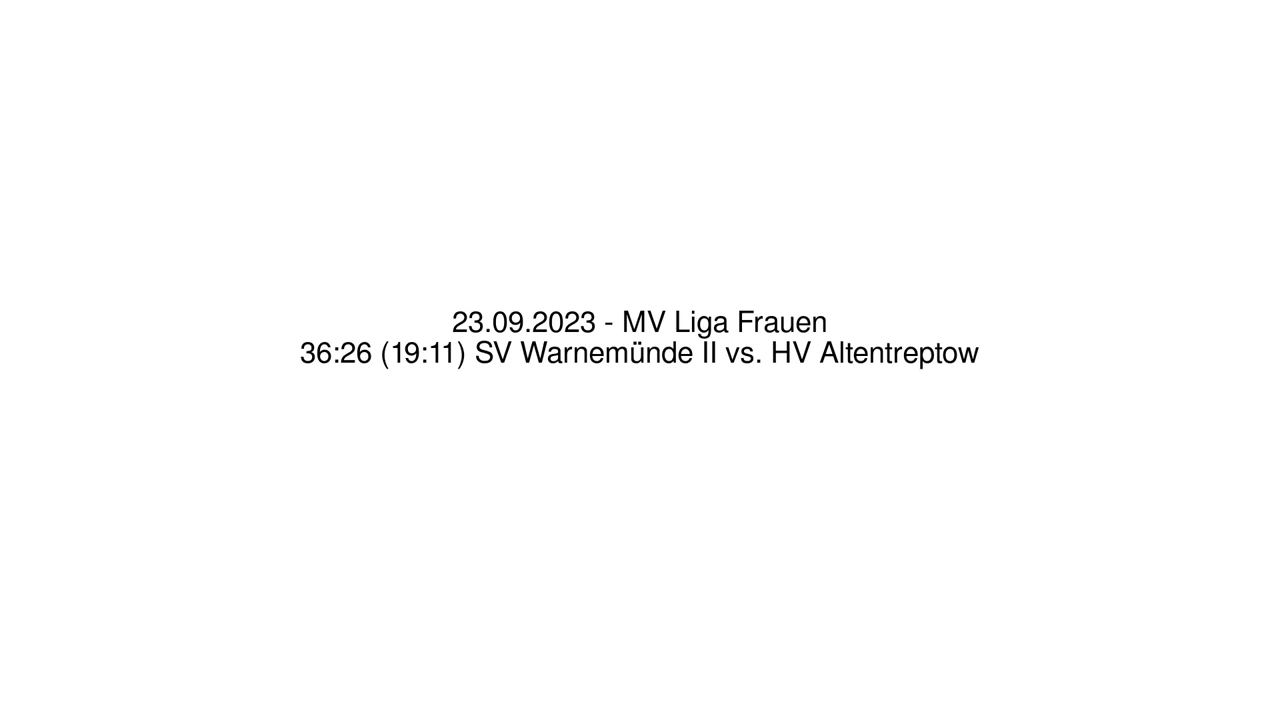 23.09.2023 - MV Liga Frauen
36:26 (19:11) SV Warnemünde II vs. HV Altentreptow